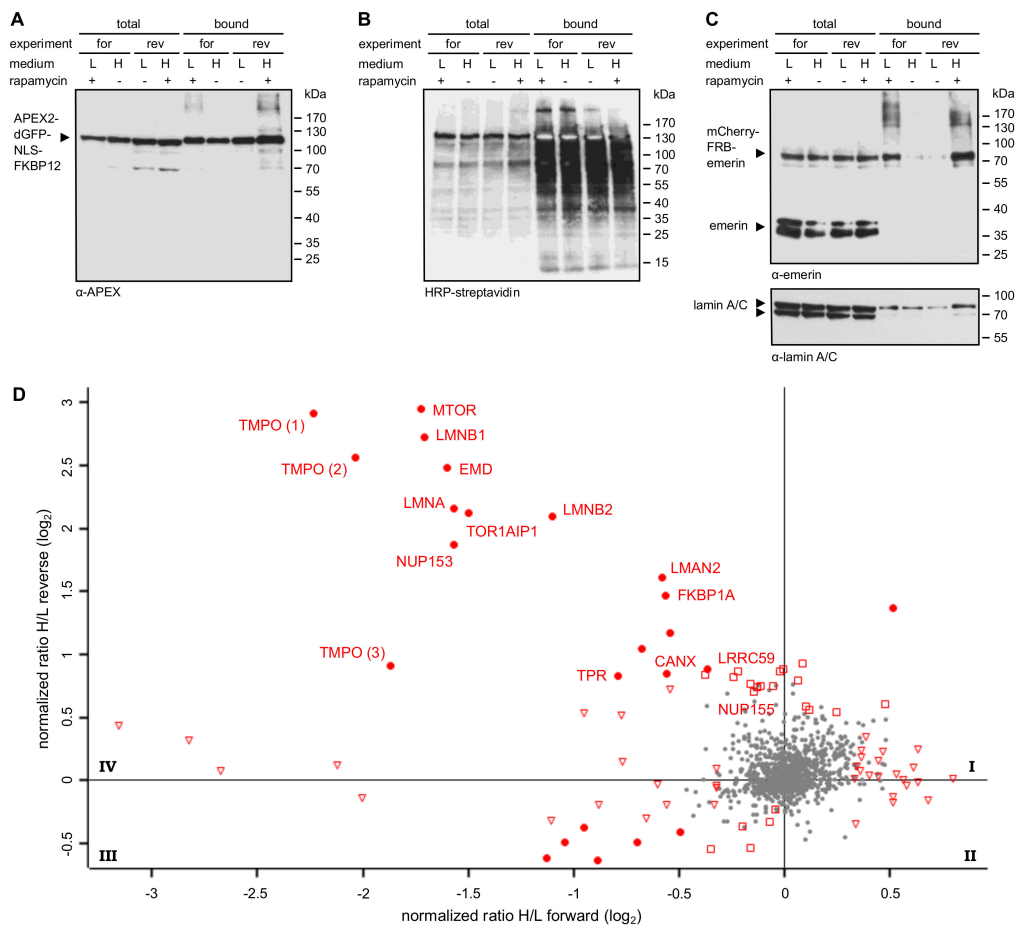 A
total bound
experiment for rev for rev
medium L H L H L H L H
rapamycin + - - + + - - +
kDa
APEX2-
dGFP-
NLS-
FKBP12
170
130
100
70
55
40
35
25
α-APEX
B
total bound
experiment for rev for rev
medium L H L H L H L H
rapamycin + - - + + - - +
kDa
170
130
100
70
55
40
35
25
15
HRP-streptavidin
C
total bound
experiment for rev for rev
medium L H L H L H L H
rapamycin + - - + + - - +
kDa
mCherry-
FRB-
emerin
emerin
170
130
100
70
55
40
35
25
α-emerin
lamin A/C
100
70
55
α-lamin A/C
D
normalized ratio H/L reverse (log2)
3
2.5
2
1.5
1
0.5
0
-0.5
TMPO (1)
MTOR
LMNB1
TMPO (2)
EMD
LMNA
LMNB2
TOR1AIP1
NUP153
LMAN2
FKBP1A
TMPO (3)
CANX
LRRC59
TPR
NUP155
IV
I
III
II
-3 -2.5 -2 -1.5 -1 -0.5 0 0.5
normalized ratio H/L forward (log2)